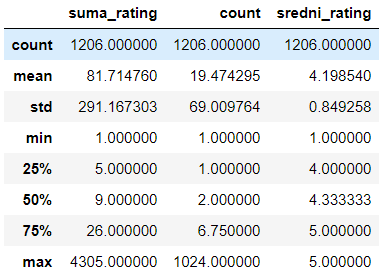 suma_rating count sredni_rating
count 1206.000000 1206.000000 1206.000000
mean 81.714760 19.474295 4.198540
std 291.167303 69.009764 0.849258
min 1.000000 1.000000 1.000000
25% 5.000000 1.000000 4.000000
50% 9.000000 2.000000 4.333333
75% 26.000000 6.750000 5.000000
max 4305.000000 1024.000000 5.000000